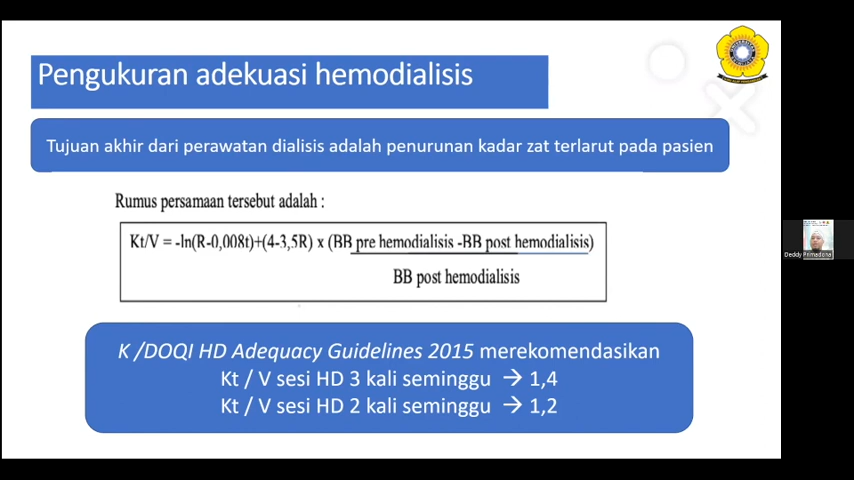 Pengukuran adekuasi hemodialisis
Tujuan akhir dari perawatan dialisis adalah penurunan kadar zat terlarut pada pasien
Rumus persamaan tersebut adalah :
Kt/V = -ln(R-0,008t)+(4-3,5R) x (BB pre hemodialisis -BB post hemodialisis)
BB post hemodialisis
K /DOQI HD Adequacy Guidelines 2015 merekomendasikan
Kt / V sesi HD 3 kali seminggu → 1,4
Kt / V sesi HD 2 kali seminggu → 1,2
Deddy Primadona